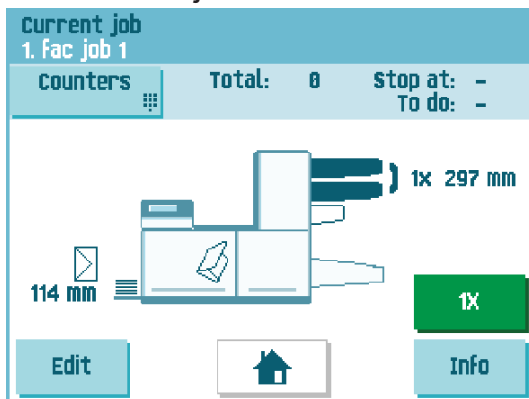 Current job
1. Fac job 1
Counters
Total: 0
Stop at: -
To do: -
1x 297 mm
114 mm
1X
Edit
Info